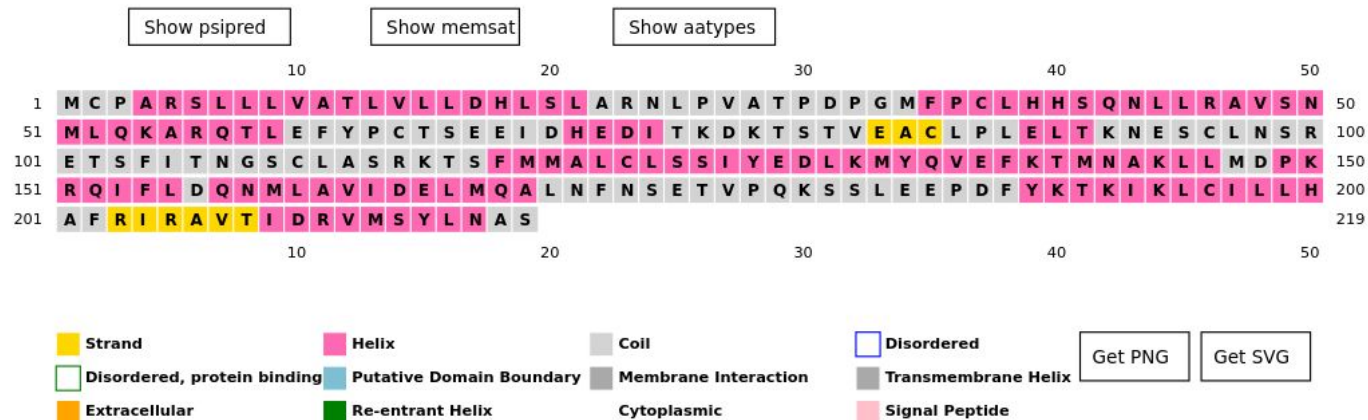 Show psipred Show memsat Show aatypes
10 20 30 40 50
1 M C P A R S L L L V A T L V L L D H L S L A R N L P V A T P D P G M F P C L H H S Q N L L R A V S N 50
51 M L Q K A R Q T L E F Y P C T S E E I D H E D I T K D K T S T V E A C L P L E L T K N E S C L N S R 100
101 E T S F I T N G S C L A S R K T S F M M A L C L S S I Y E D L K M Y Q V E F K T M N A K L L M D P K 150
151 R Q I F L D Q N M L A V I D E L M Q A L N F N S E T V P Q K S S L E E P D F Y K T K I K L C I L L H 200
201 A F R I R A V T I D R V M S Y L N A S 219
10 20 30 40 50
Strand Helix Coil Disordered Get PNG Get SVG
Disordered, protein binding Putative Domain Boundary Membrane Interaction Transmembrane Helix
Extracellular Re-entrant Helix Cytoplasmic Signal Peptide